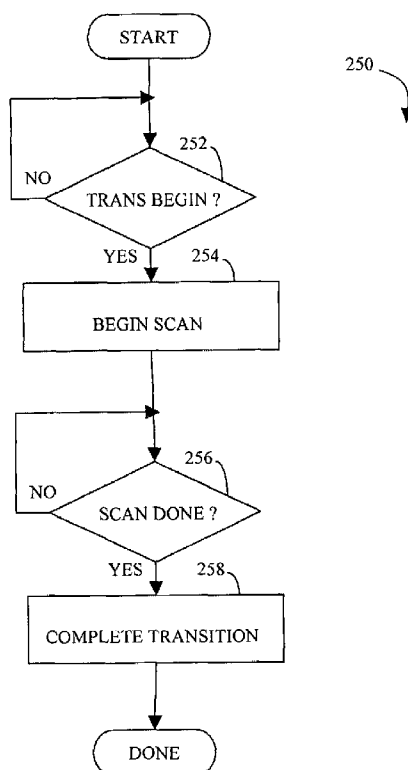 START
250
252
NO
TRANS BEGIN ?
YES
254
BEGIN SCAN
256
NO
SCAN DONE ?
YES
258
COMPLETE TRANSITION
DONE